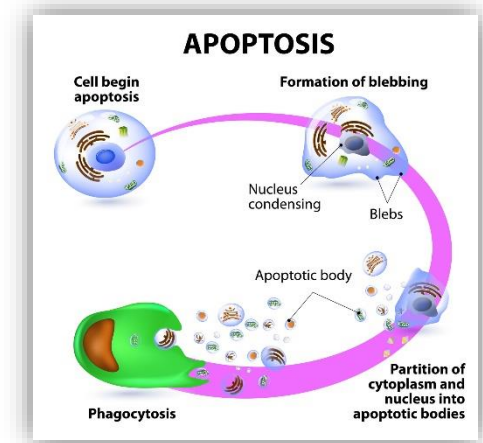 APOPTOSIS
Cell begin
apoptosis
Formation of blebbing
Nucleus
condensing
Blebs
Apoptotic body
Partition of
cytoplasm and
nucleus into
apoptotic bodies
Phagocytosis